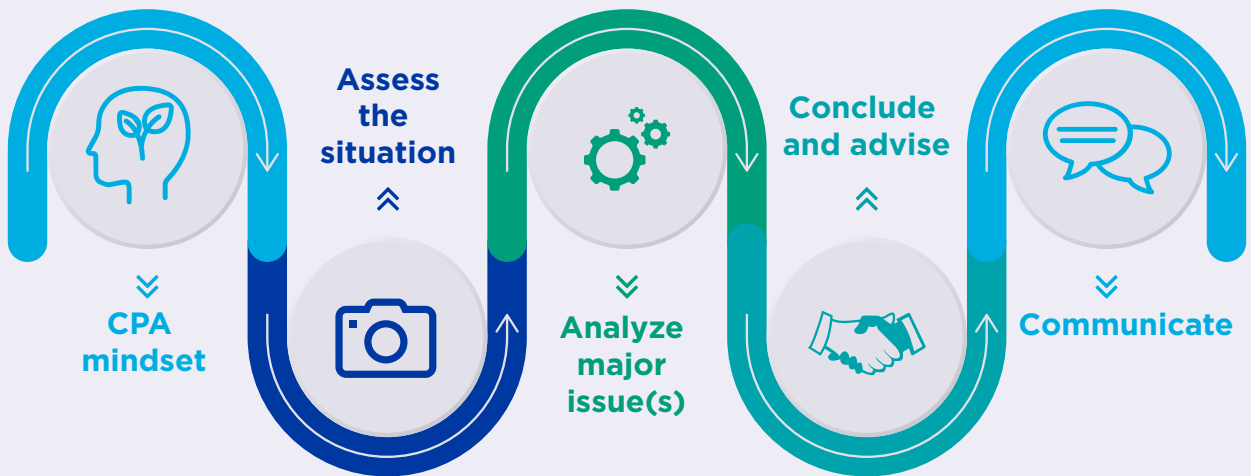 CPA
mindset
Assess
the
situation
Analyze
major
issue(s)
Conclude
and advise
Communicate